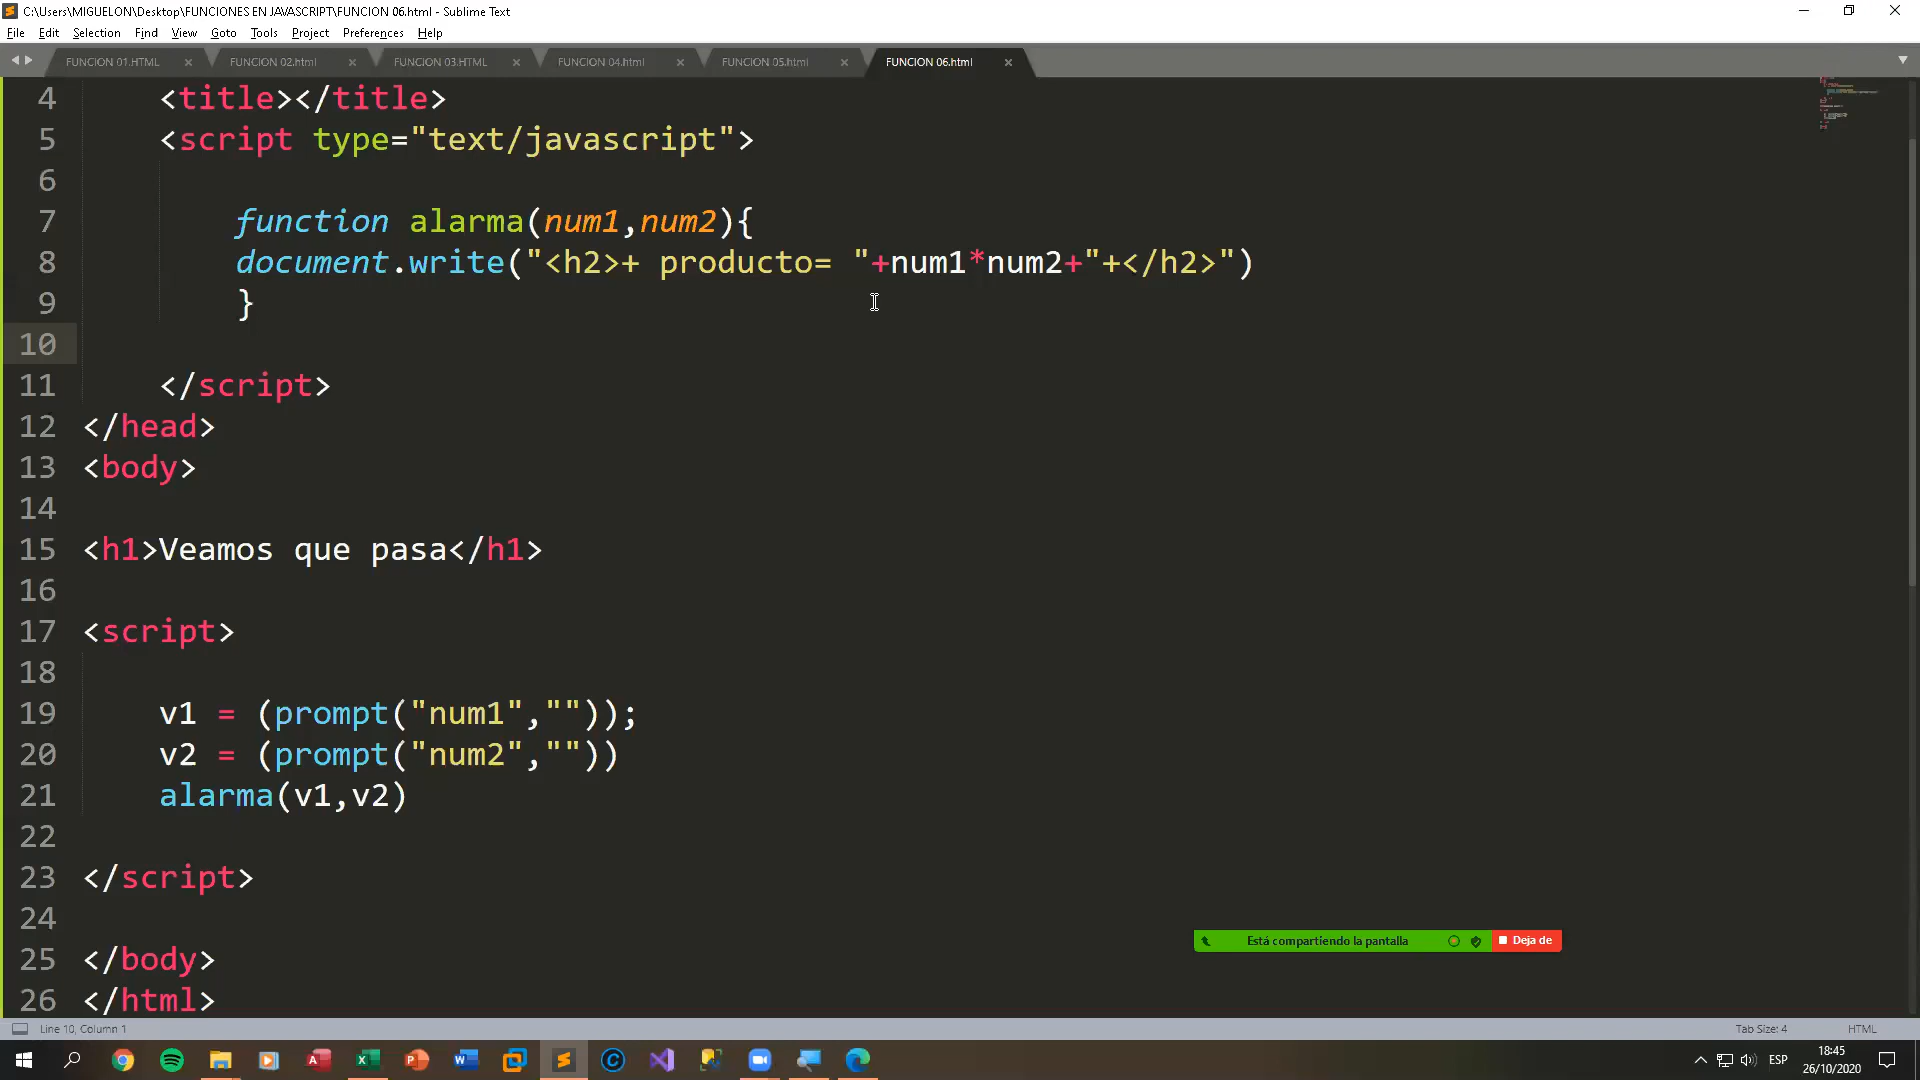 C:\Users\MIGUELON\Desktop\FUNCIONES EN JAVASCRIPT\FUNCION 06.html - Sublime Text
File Edit Selection Find View Goto Tools Project Preferences Help
FUNCION 01.HTML FUNCION 02.html FUNCION 03.HTML FUNCION 04.html FUNCION 05.html FUNCION 06.html
4 <title></title>
5 <script type="text/javascript">
6
7 function alarma(num1,num2){
8 document.write("<h2>+ producto= "+num1*num2+"+</h2>")
9 }
10
11 </script>
12 </head>
13 <body>
14
15 <h1>Veamos que pasa</h1>
16
17 <script>
18
19 v1 = (prompt("num1",""));
20 v2 = (prompt("num2",""))
21 alarma(v1,v2)
22
23 </script>
24
25 </body>
26 </html>
Está compartiendo la pantalla Deja de
Line 10, Column 1 Tab Size: 4 HTML
ESP 18:45
26/10/2020